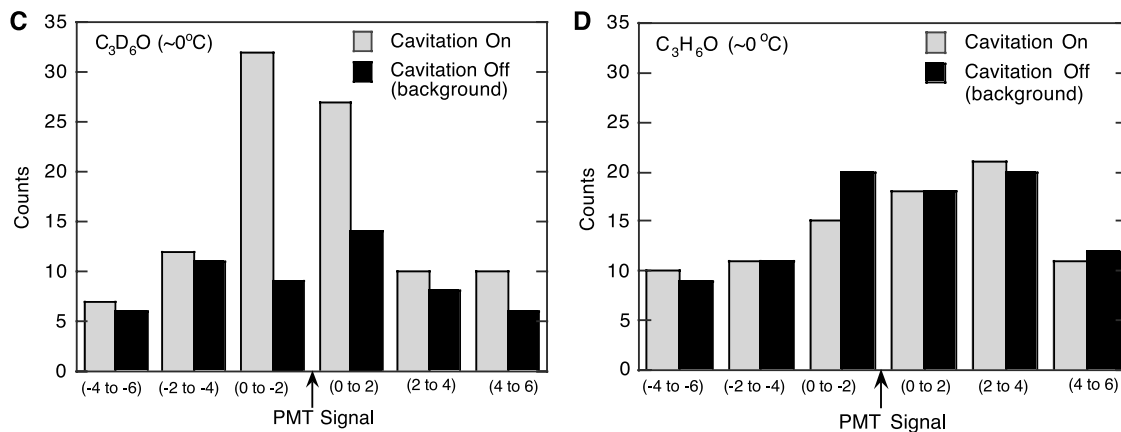 C
C3D6O (~0°C)
Cavitation On
Cavitation Off
(background)
35
30
25
20
15
10
5
0
Counts
(-4 to -6) (-2 to -4) (0 to -2) (0 to 2) (2 to 4) (4 to 6)
PMT Signal
D
C3H6O (~0 °C)
Cavitation On
Cavitation Off
(background)
35
30
25
20
15
10
5
0
Counts
(-4 to -6) (-2 to -4) (0 to -2) (0 to 2) (2 to 4) (4 to 6)
PMT Signal